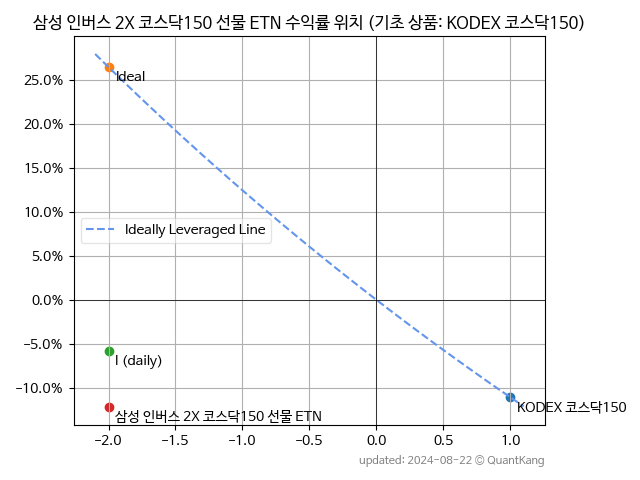 삼성 인버스 2X 코스닥150 선물 ETN 수익률 위치 (기초 상품: KODEX 코스닥150)
25.0%
20.0%
15.0%
10.0%
5.0%
0.0%
−5.0%
−10.0%
Ideal
Ideally Leveraged Line
I (daily)
삼성 인버스 2X 코스닥150 선물 ETN
KODEX 코스닥150
−2.0 −1.5 −1.0 −0.5 0.0 0.5 1.0
updated: 2024-08-22 © QuantKang